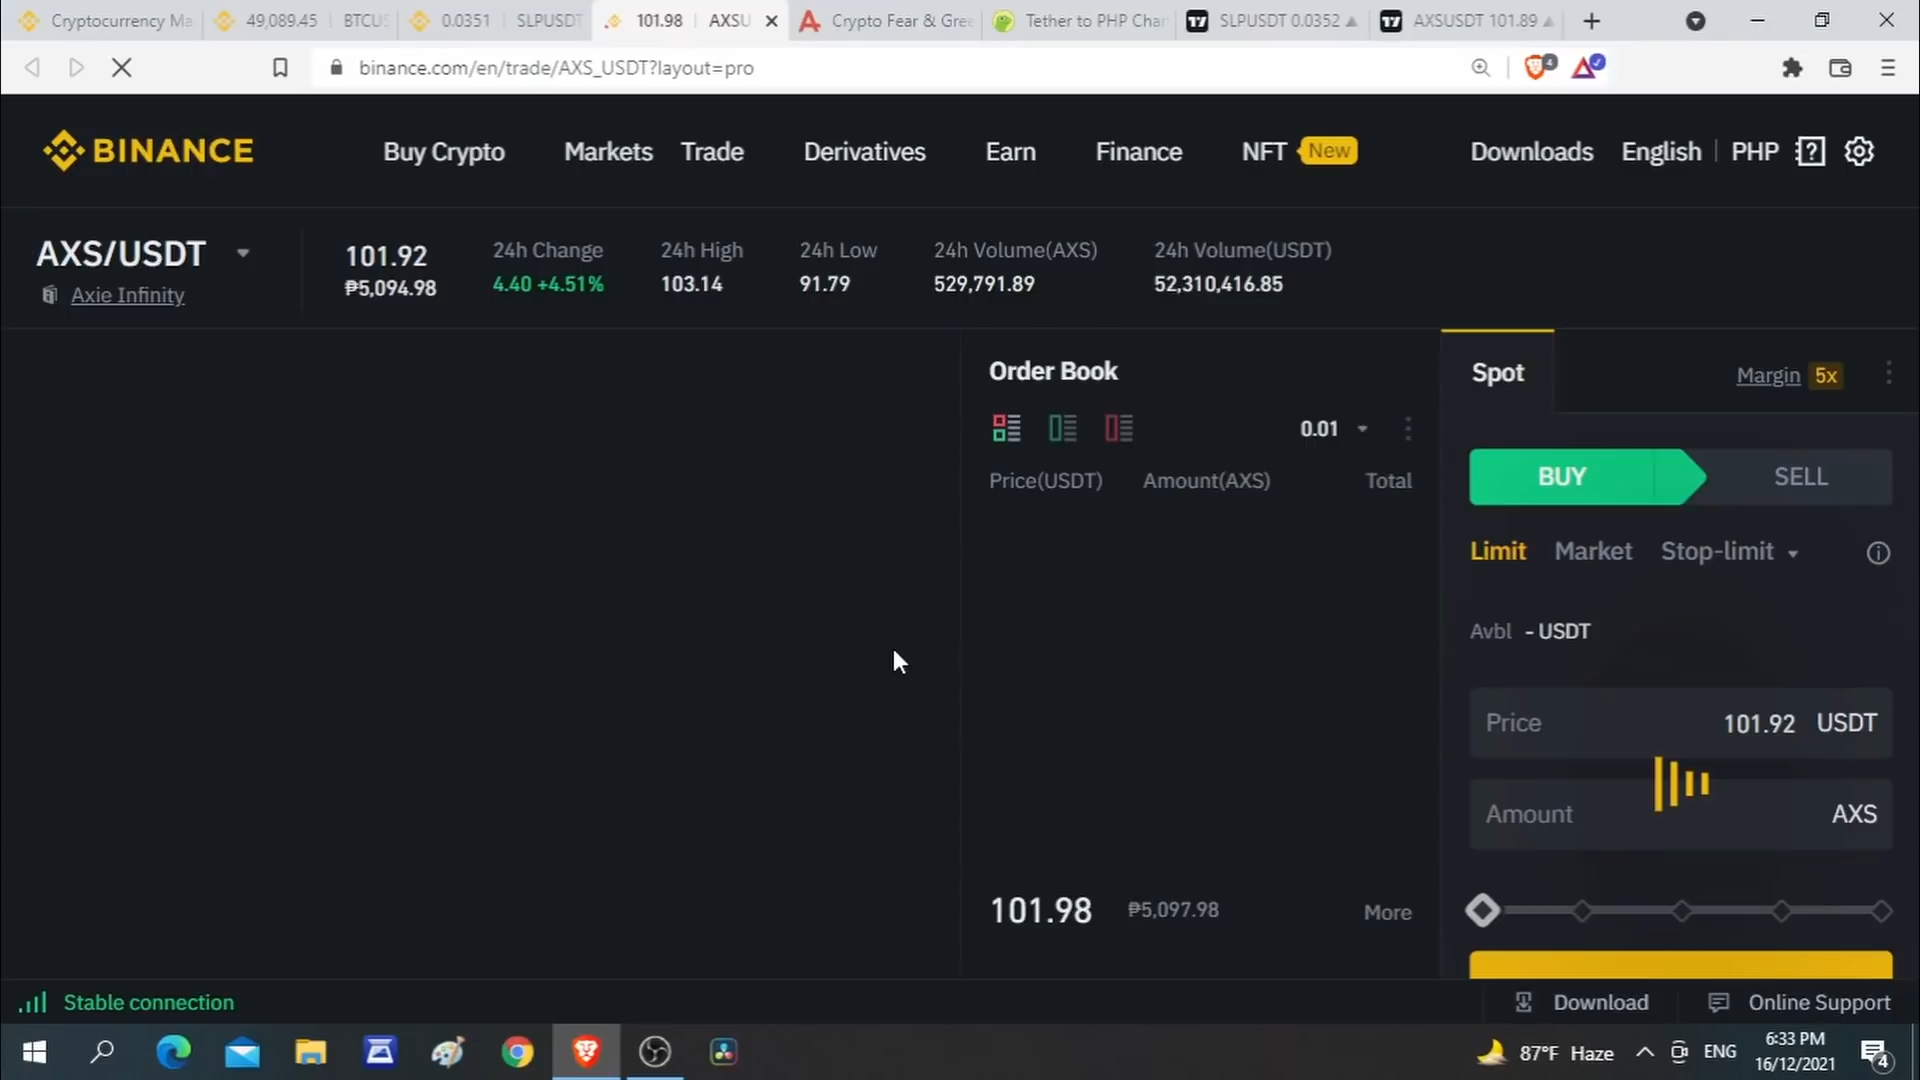 Cryptocurrency Ma
49,089.45 BTCUS
0.0351 SLPUSDT
101.98 AXSU
Crypto Fear & Gree
Tether to PHP Char
SLPUSDT 0.0352 ▲
AXSUSDT 101.89 ▲
binance.com/en/trade/AXS_USDT?layout=pro
4
BINANCE
Buy Crypto Markets Trade Derivatives Earn Finance NFT New Downloads English | PHP
AXS/USDT
Axie Infinity
101.92
₱5,094.98
24h Change
4.40 +4.51%
24h High
103.14
24h Low
91.79
24h Volume(AXS)
529,791.89
24h Volume(USDT)
52,310,416.85
Order Book
0.01
Price(USDT) Amount(AXS) Total
101.98 ₱5,097.98 More
Spot
Margin 5x
BUY SELL
Limit Market Stop-limit
Avbl - USDT
Price 101.92 USDT
Amount AXS
Stable connection
Download Online Support
87°F Haze
ENG
6:33 PM
16/12/2021
4